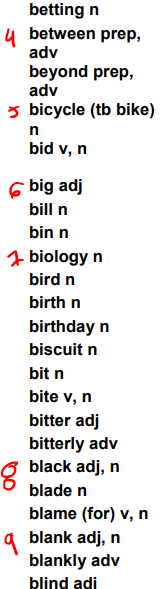 betting n
4 between prep,
adv
beyond prep,
adv
5 bicycle (tb bike)
n
bid v, n
6 big adj
bill n
bin n
7 biology n
bird n
birth n
birthday n
biscuit n
bit n
bite v, n
bitter adj
bitterly adv
8 black adj, n
blade n
blame (for) v, n
9 blank adj, n
blankly adv
blind adj